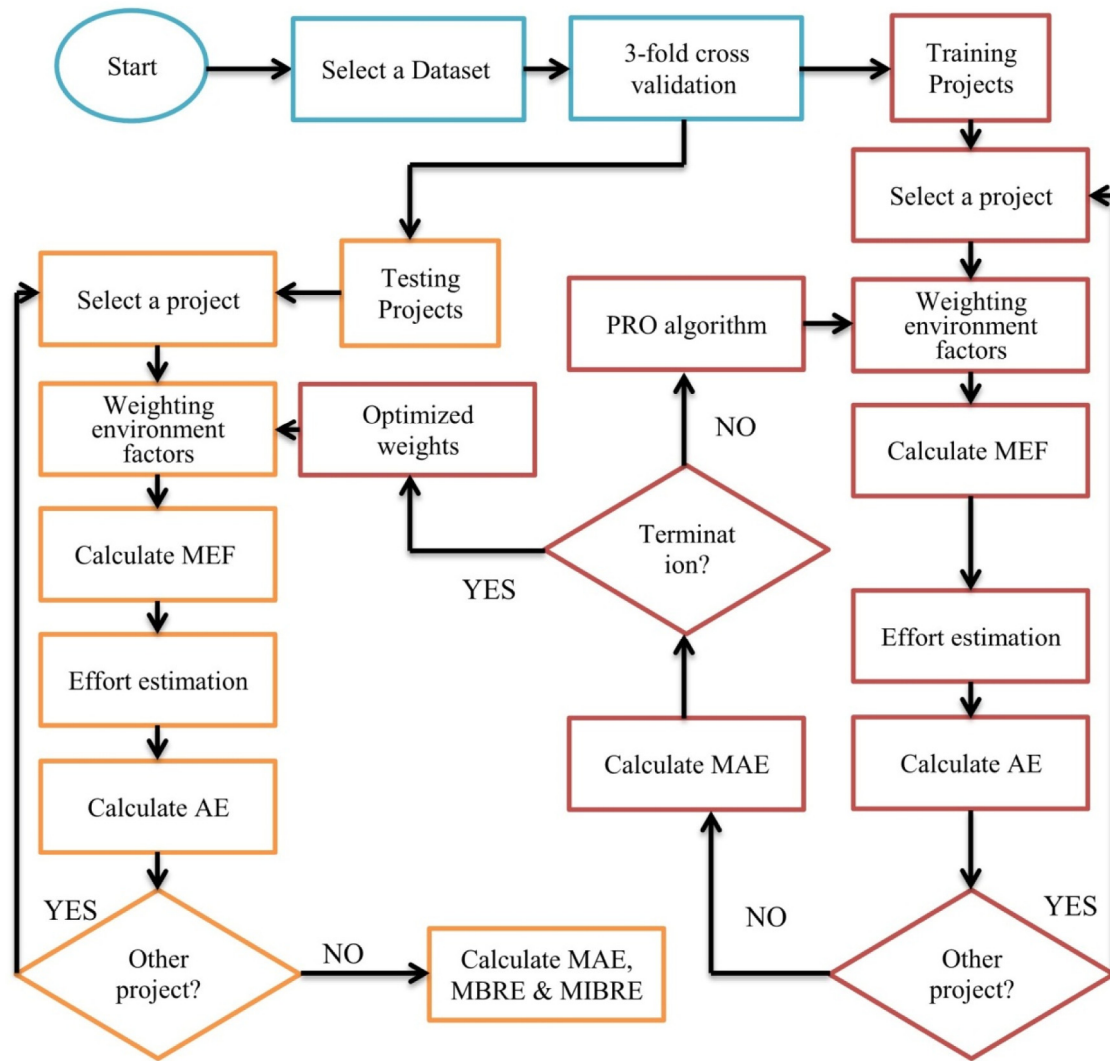 Start
Select a Dataset
3-fold cross
validation
Training
Projects
Select a project
Testing
Projects
Select a project
PRO algorithm
Weighting
environment
factors
Weighting
environment
factors
Optimized
weights
NO
Calculate MEF
Calculate MEF
Terminat
ion?
YES
Effort estimation
Effort estimation
Calculate AE
Calculate MAE
Calculate AE
YES
Other
project?
NO
Calculate MAE,
MBRE & MIBRE
NO
YES
Other
project?